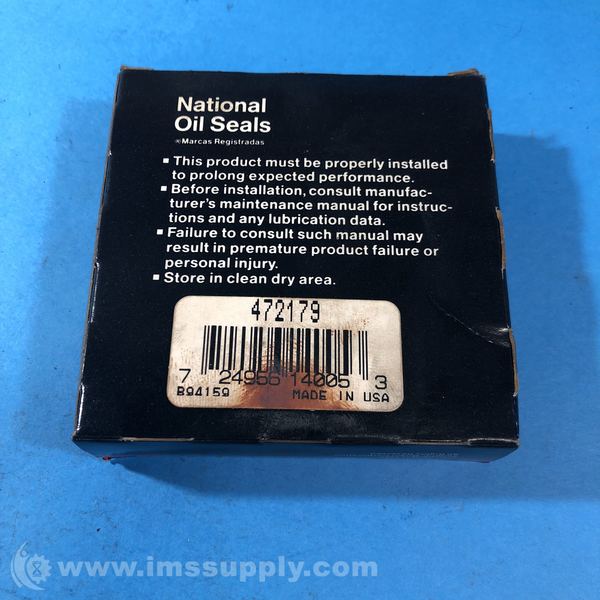 National
Oil Seals
®Marcas Registradas
▪ This product must be properly installed
to prolong expected performance.
▪ Before installation, consult manufac-
turer's maintenance manual for instruc-
tions and any lubrication data.
▪ Failure to consult such manual may
result in premature product failure or
personal injury.
▪ Store in clean dry area.
472179
7 24956 14005 3
B94159 MADE IN USA
www.imssupply.com